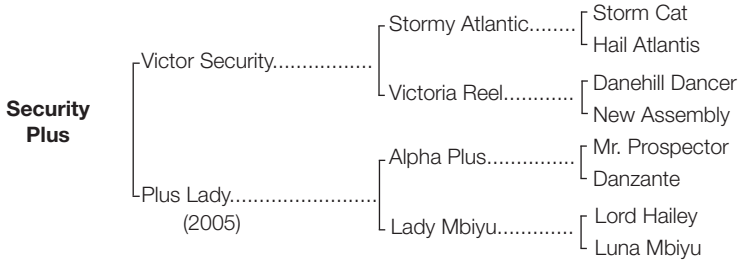 Stormy Atlantic........ Storm Cat
Hail Atlantis
Victor Security..................
Victoria Reel............ Danehill Dancer
New Assembly
Security
Plus
Alpha Plus............... Mr. Prospector
Danzante
Plus Lady..........................
(2005)
Lady Mbiyu............. Lord Hailey
Luna Mbiyu